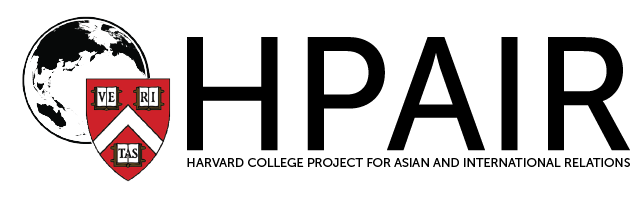 VE RI
TAS
HPAIR
HARVARD COLLEGE PROJECT FOR ASIAN AND INTERNATIONAL RELATIONS